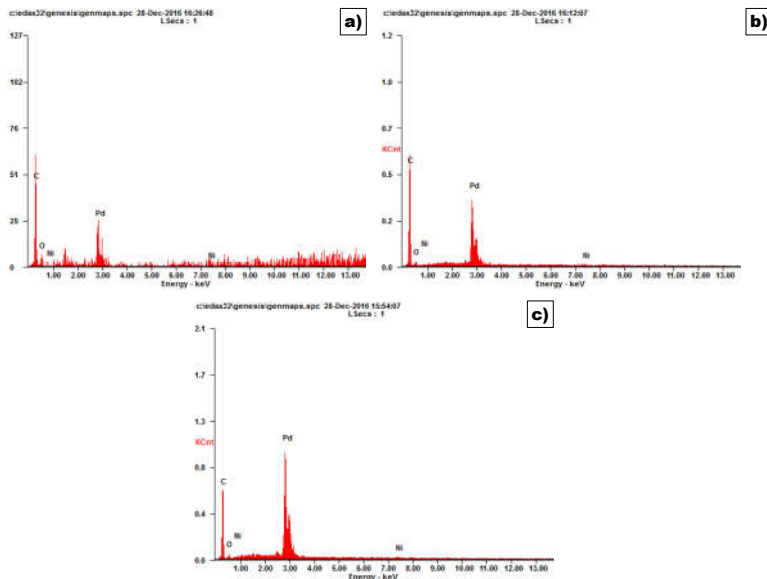 c:\edax32\genesis\genmaps.spc 28-Dec-2016 16:26:48
LSecs : 1
a)
127
102
76
51
25
0
C
O
Ni
Pd
Ni
1.00 2.00 3.00 4.00 5.00 6.00 7.00 8.00 9.00 10.00 11.00 12.00 13.00
Energy - keV
c:\edax32\genesis\genmaps.spc 28-Dec-2016 16:12:07
LSecs : 1
b)
1.2
1.0
0.7
KCnt
0.5
0.2
0.0
C
O
Ni
Pd
Ni
1.00 2.00 3.00 4.00 5.00 6.00 7.00 8.00 9.00 10.00 11.00 12.00 13.00
Energy - keV
c:\edax32\genesis\genmaps.spc 28-Dec-2016 15:54:07
LSecs : 1
c)
2.1
1.7
1.3
KCnt
0.8
0.4
0.0
C
O
Ni
Pd
Ni
1.00 2.00 3.00 4.00 5.00 6.00 7.00 8.00 9.00 10.00 11.00 12.00 13.00
Energy - keV